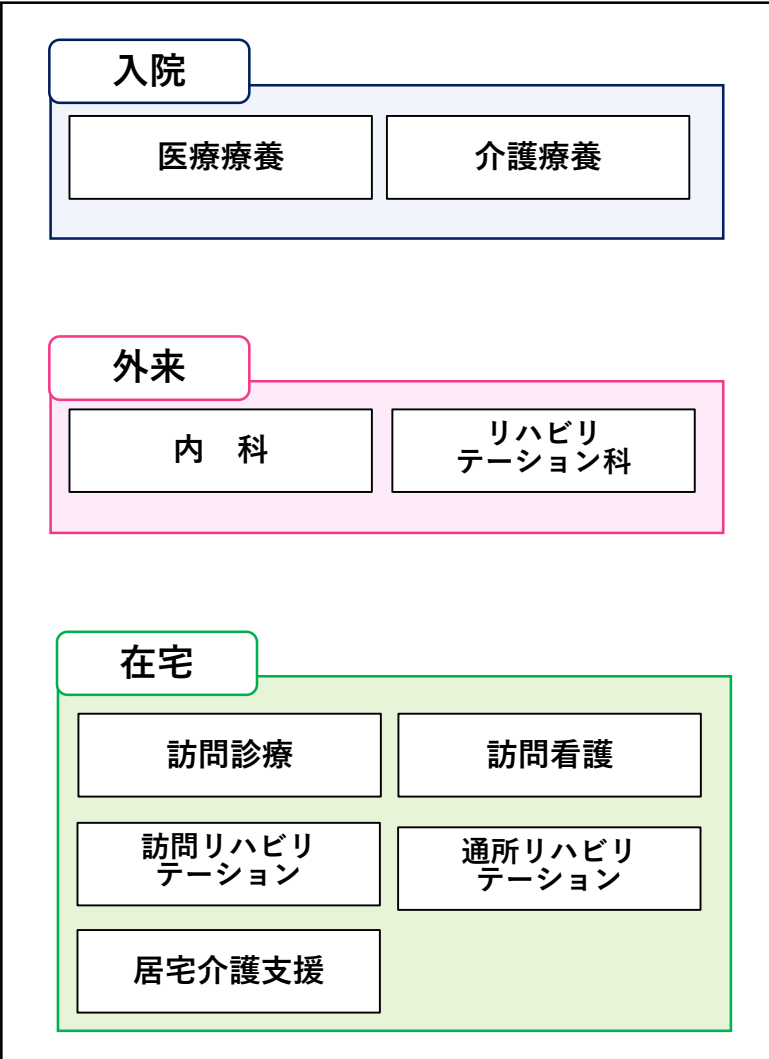 入院
医療療養
介護療養
外来
内　科
リハビリ
テーション科
在宅
訪問診療
訪問看護
訪問リハビリ
テーション
通所リハビリ
テーション
居宅介護支援